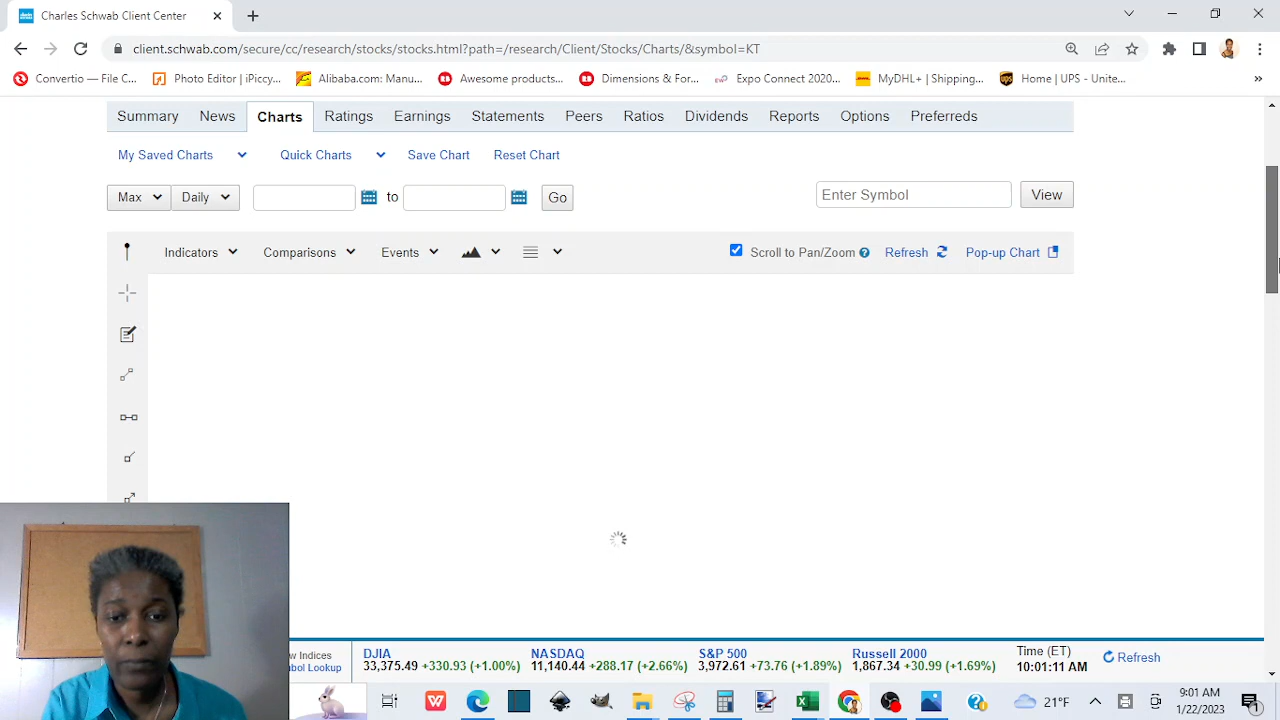 Charles Schwab Client Center
client.schwab.com/secure/cc/research/stocks/stocks.html?path=/research/Client/Stocks/Charts/&symbol=KT
Convertio — File C... Photo Editor | iPiccy... Alibaba.com: Manu... Awesome products... Dimensions & For... Expo Connect 2020... MyDHL+ | Shipping... Home | UPS - Unite... »
Summary News Charts Ratings Earnings Statements Peers Ratios Dividends Reports Options Preferreds
My Saved Charts Quick Charts Save Chart Reset Chart
Max Daily to Go Enter Symbol View
Indicators Comparisons Events Scroll to Pan/Zoom ? Refresh Pop-up Chart
w Indices DJIA NASDAQ S&P 500 Russell 2000 Time (ET)
bol Lookup 33,375.49 +330.93 (+1.00%) 11,140.44 +288.17 (+2.66%) 3,972.61 +73.76 (+1.89%) 1,867.34 +30.99 (+1.69%) 10:01:11 AM Refresh
21°F 9:01 AM
1/22/2023 1